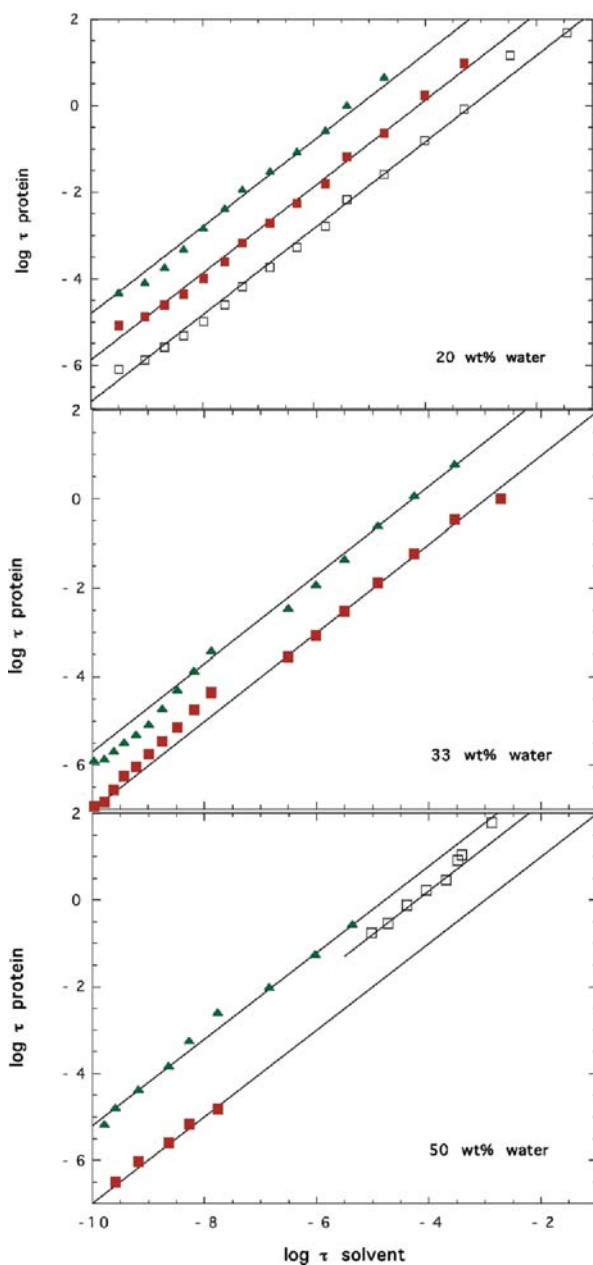 2
0
- 2
- 4
- 6
log τ protein
20 wt% water
2
0
- 2
- 4
- 6
log τ protein
33 wt% water
2
0
- 2
- 4
- 6
log τ protein
50 wt% water
-10 - 8 - 6 - 4 - 2
log τ solvent